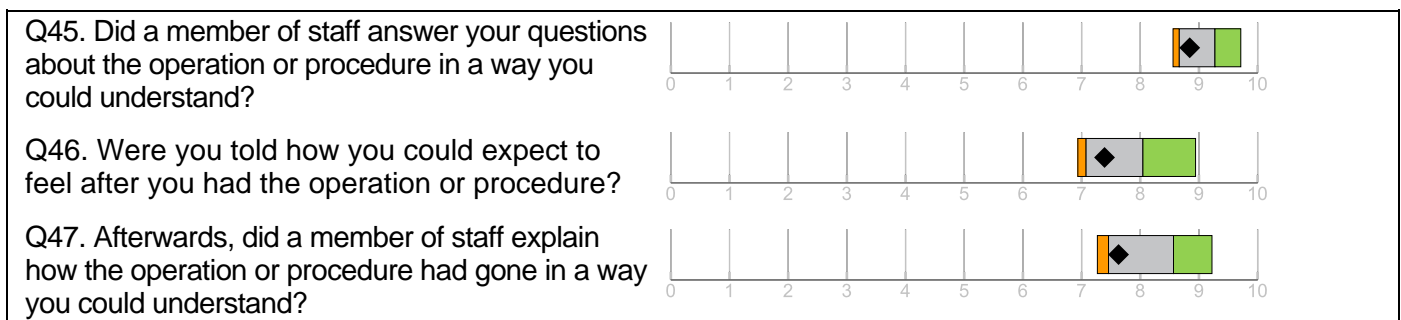 Q45. Did a member of staff answer your questions
about the operation or procedure in a way you
could understand?
0 1 2 3 4 5 6 7 8 9 10
Q46. Were you told how you could expect to
feel after you had the operation or procedure?
0 1 2 3 4 5 6 7 8 9 10
Q47. Afterwards, did a member of staff explain
how the operation or procedure had gone in a way
you could understand?
0 1 2 3 4 5 6 7 8 9 10